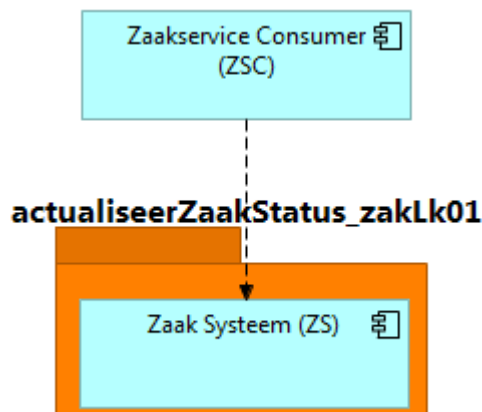 Zaakservice Consumer
(ZSC)
actualiseerZaakStatus_zakLk01
Zaak Systeem (ZS)